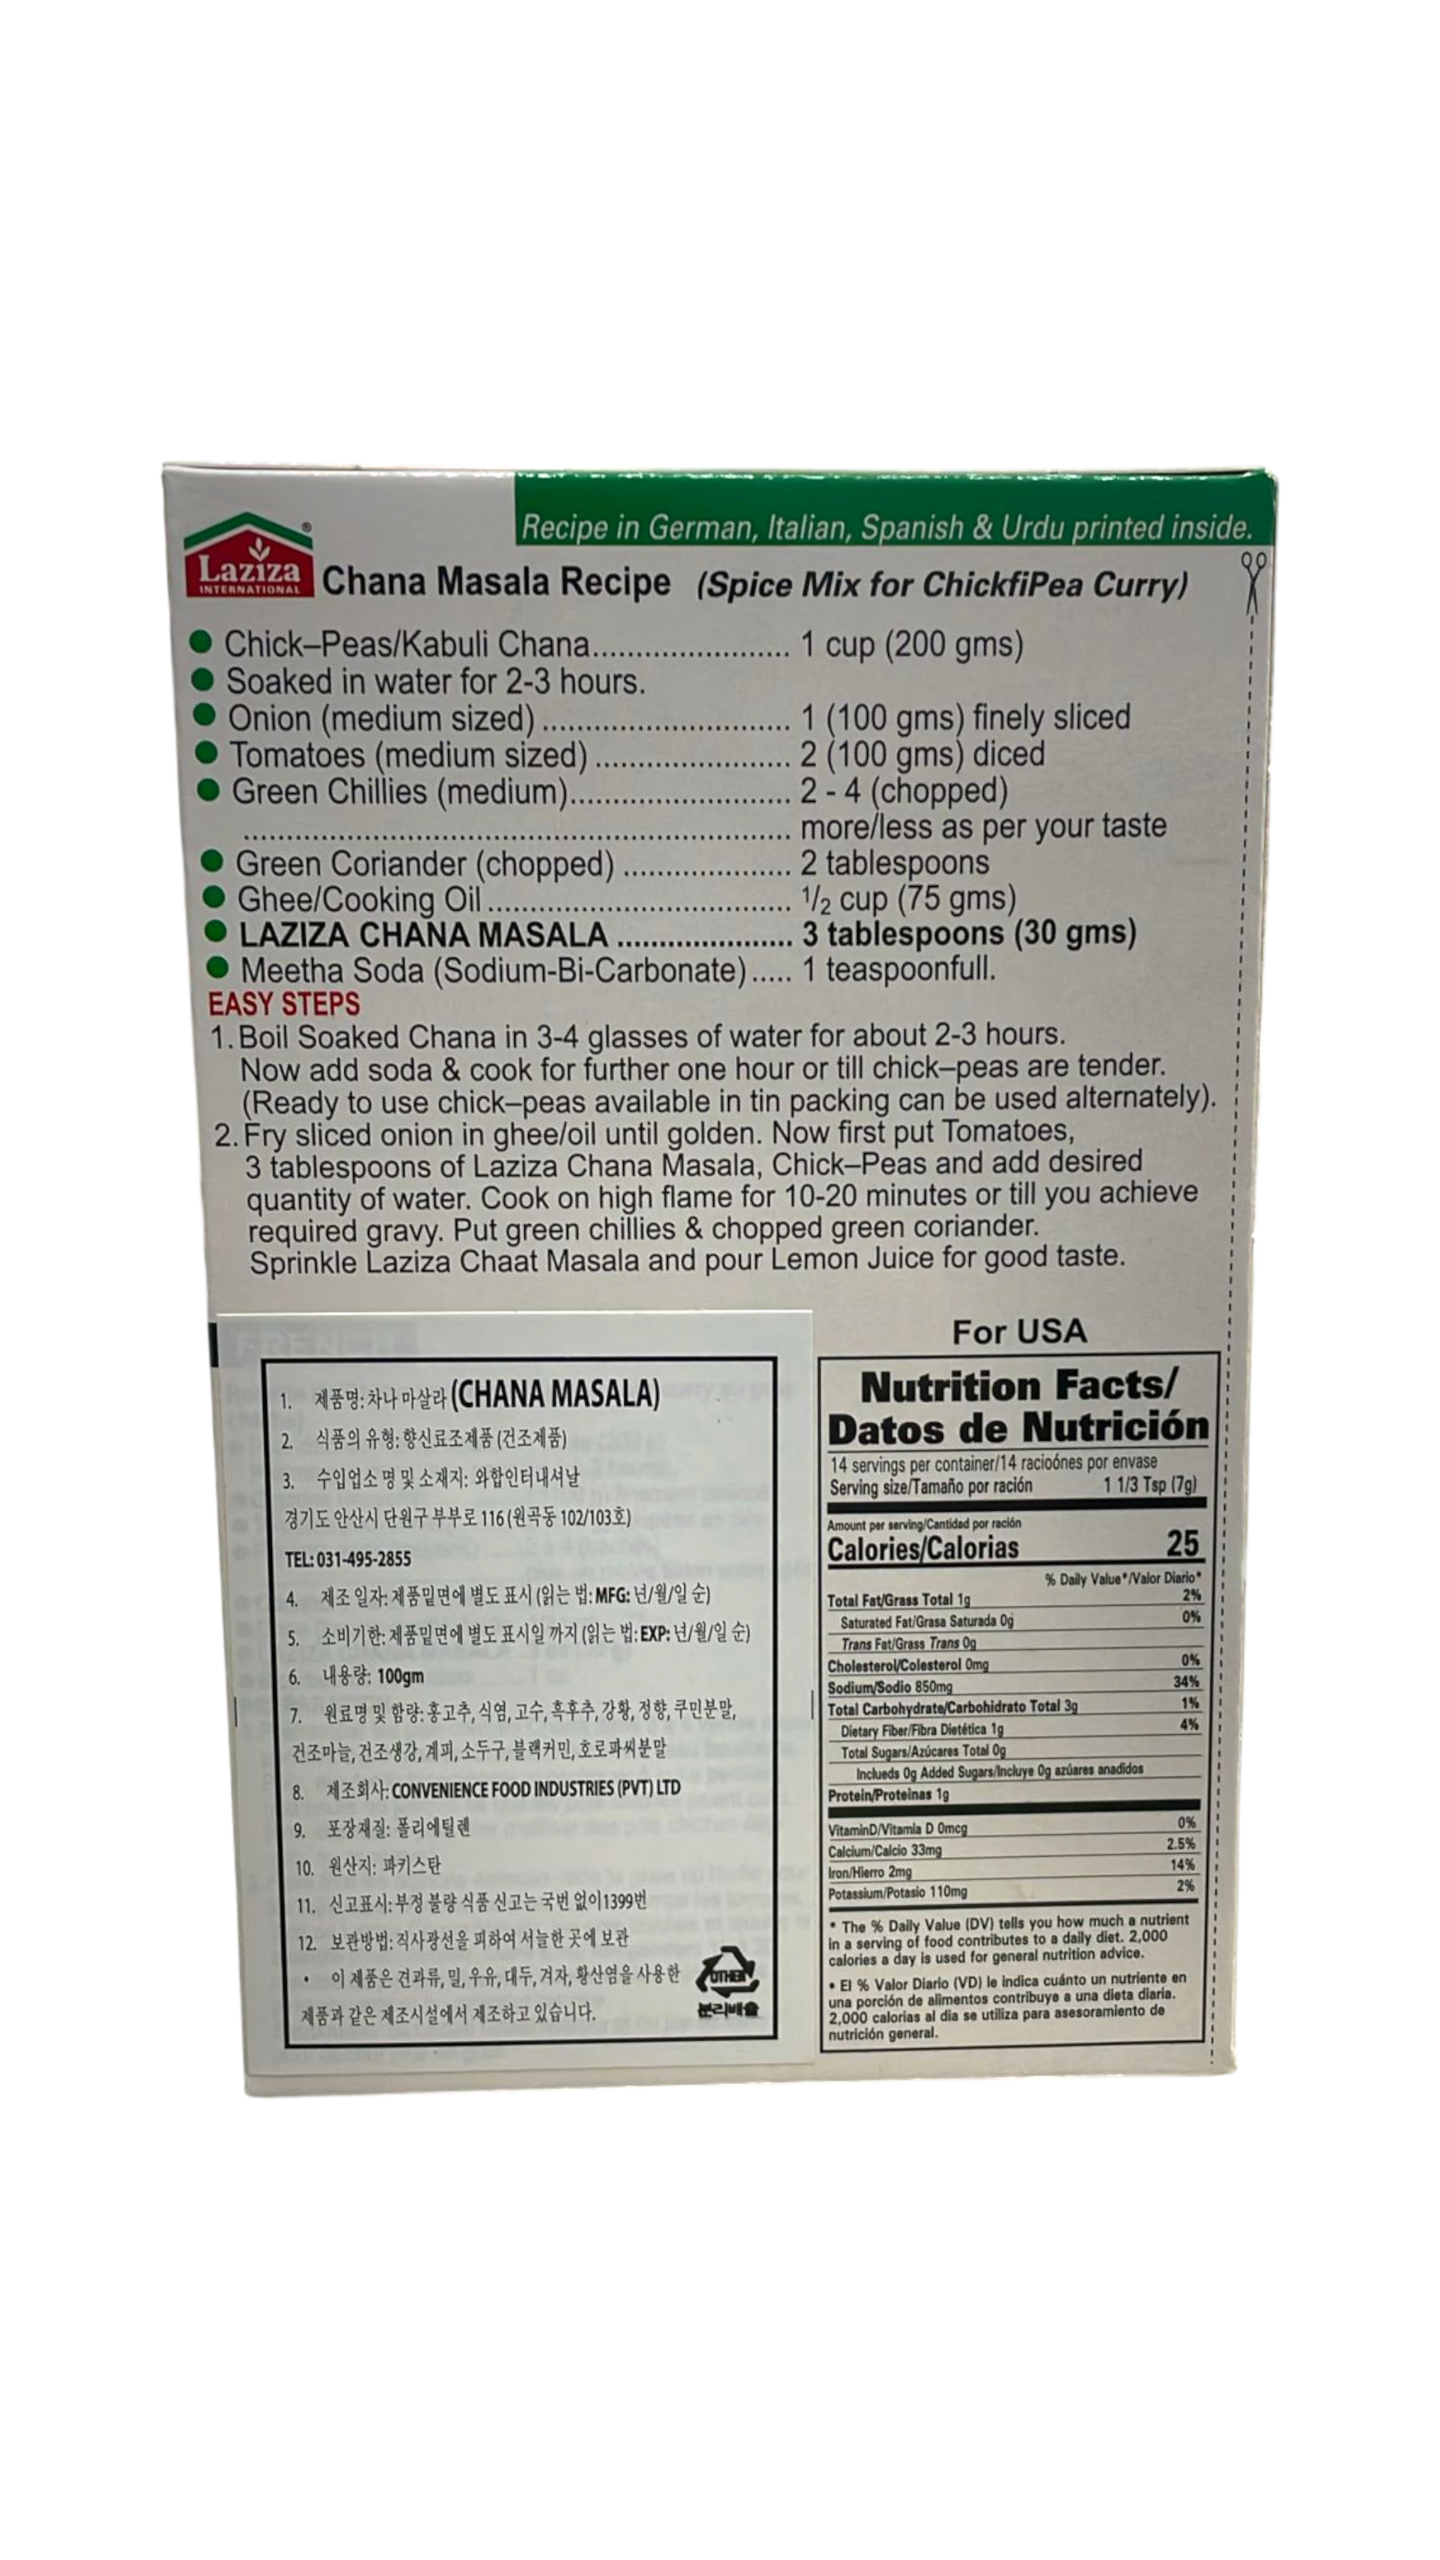 Recipe in German, Italian, Spanish & Urdu printed inside.
Laziza®
INTERNATIONAL
Chana Masala Recipe (Spice Mix for ChickfiPea Curry)
● Chick–Peas/Kabuli Chana....................... 1 cup (200 gms)
● Soaked in water for 2-3 hours.
● Onion (medium sized) ............................. 1 (100 gms) finely sliced
● Tomatoes (medium sized) ....................... 2 (100 gms) diced
● Green Chillies (medium).......................... 2 - 4 (chopped)
................................................................ more/less as per your taste
● Green Coriander (chopped) .................... 2 tablespoons
● Ghee/Cooking Oil .................................... 1/2 cup (75 gms)
● LAZIZA CHANA MASALA ..................... 3 tablespoons (30 gms)
● Meetha Soda (Sodium-Bi-Carbonate)..... 1 teaspoonfull.
EASY STEPS
1. Boil Soaked Chana in 3-4 glasses of water for about 2-3 hours.
Now add soda & cook for further one hour or till chick–peas are tender.
(Ready to use chick–peas available in tin packing can be used alternately).
2. Fry sliced onion in ghee/oil until golden. Now first put Tomatoes,
3 tablespoons of Laziza Chana Masala, Chick–Peas and add desired
quantity of water. Cook on high flame for 10-20 minutes or till you achieve
required gravy. Put green chillies & chopped green coriander.
Sprinkle Laziza Chaat Masala and pour Lemon Juice for good taste.
FRENCH
1. 제품명: 차나 마살라 (CHANA MASALA)
2. 식품의 유형: 향신료조제품 (건조제품)
3. 수입업소 명 및 소재지: 와합인터내셔날
경기도 안산시 단원구 부부로 116 (원곡동 102/103호)
TEL: 031-495-2855
4. 제조 일자: 제품밑면에 별도 표시 (읽는 법: MFG: 년/월/일 순)
5. 소비기한: 제품밑면에 별도 표시일 까지 (읽는 법: EXP: 년/월/일 순)
6. 내용량: 100gm
7. 원료명 및 함량: 홍고추, 식염, 고수, 흑후추, 강황, 정향, 쿠민분말,
건조마늘, 건조생강, 계피, 소두구, 블랙커민, 호로파씨분말
8. 제조회사: CONVENIENCE FOOD INDUSTRIES (PVT) LTD
9. 포장재질: 폴리에틸렌
10. 원산지: 파키스탄
11. 신고표시: 부정 불량 식품 신고는 국번 없이1399번
12. 보관방법: 직사광선을 피하여 서늘한 곳에 보관
• 이 제품은 견과류, 밀, 우유, 대두, 겨자, 황산염을 사용한
제품과 같은 제조시설에서 제조하고 있습니다.
OTHER
분리배출
For USA
Nutrition Facts/
Datos de Nutrición
14 servings per container/14 racioónes por envase
Serving size/Tamaño por ración 1 1/3 Tsp (7g)
Amount per serving/Cantidad por ración
Calories/Calorias 25
% Daily Value*/Valor Diario*
Total Fat/Grass Total 1g 2%
Saturated Fat/Grasa Saturada 0g 0%
Trans Fat/Grass Trans 0g
Cholesterol/Colesterol 0mg 0%
Sodium/Sodio 850mg 34%
Total Carbohydrate/Carbohidrato Total 3g 1%
Dietary Fiber/Fibra Dietética 1g 4%
Total Sugars/Azúcares Total 0g
Includeds 0g Added Sugars/Incluye 0g azúares anadidos
Protein/Proteinas 1g
VitaminD/Vitamia D 0mcg 0%
Calcium/Calcio 33mg 2.5%
Iron/Hierro 2mg 14%
Potassium/Potasio 110mg 2%
* The % Daily Value (DV) tells you how much a nutrient
in a serving of food contributes to a daily diet. 2,000
calories a day is used for general nutrition advice.
• El % Valor Diario (VD) le indica cuánto un nutriente en
una porción de alimentos contribuye a una dieta diaria.
2,000 calorias al dia se utiliza para asesoramiento de
nutrición general.